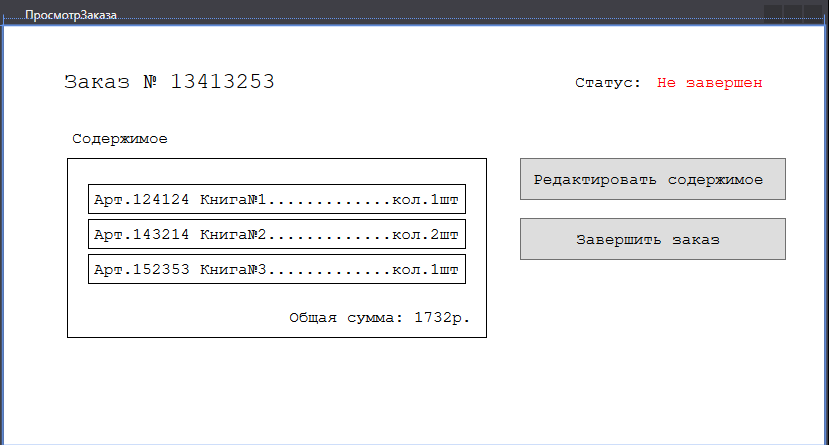 ПросмотрЗаказа
Заказ № 13413253
Статус: Не завершен
Содержимое
Арт.124124 Книга№1.............кол.1шт
Арт.143214 Книга№2.............кол.2шт
Арт.152353 Книга№3.............кол.1шт
Общая сумма: 1732р.
Редактировать содержимое
Завершить заказ